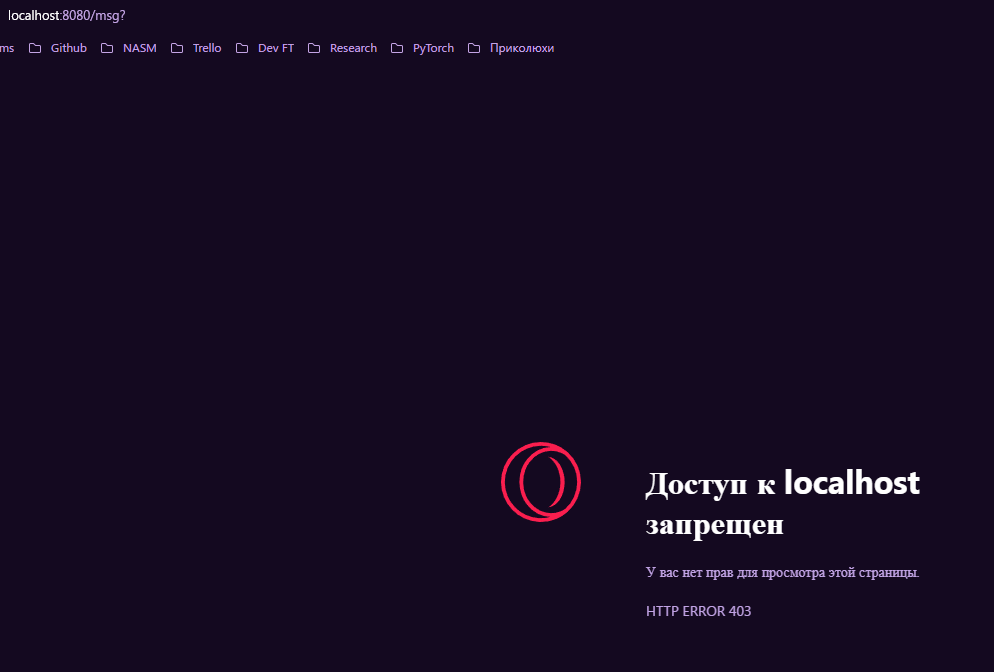 localhost:8080/msg?
ms Github NASM Trello Dev FT Research PyTorch Приколюхи
Доступ к localhost
запрещен
У вас нет прав для просмотра этой страницы.
HTTP ERROR 403